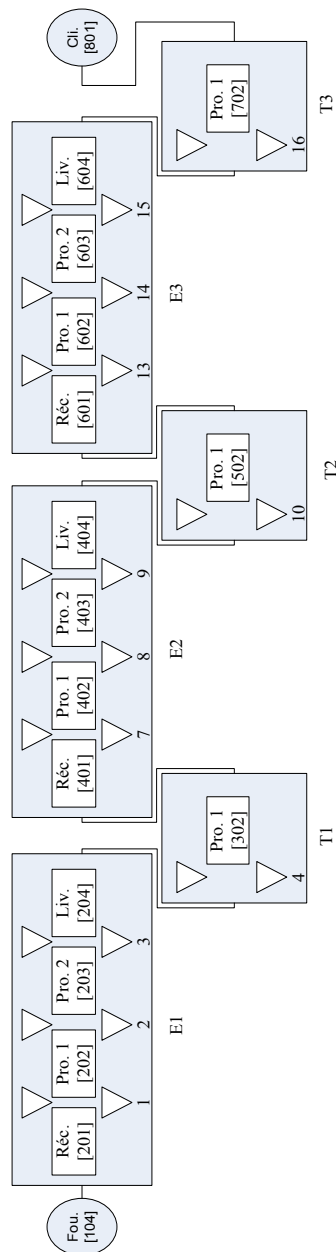 Fou.
[104]
Réc.
[201]
Pro. 1
[202]
Pro. 2
[203]
Liv.
[204]
1
2
3
E1
Pro. 1
[302]
4
T1
Réc.
[401]
Pro. 1
[402]
Pro. 2
[403]
Liv.
[404]
7
8
9
E2
Pro. 1
[502]
10
T2
Réc.
[601]
Pro. 1
[602]
Pro. 2
[603]
Liv.
[604]
13
14
15
E3
Pro. 1
[702]
16
T3
Cli.
[801]